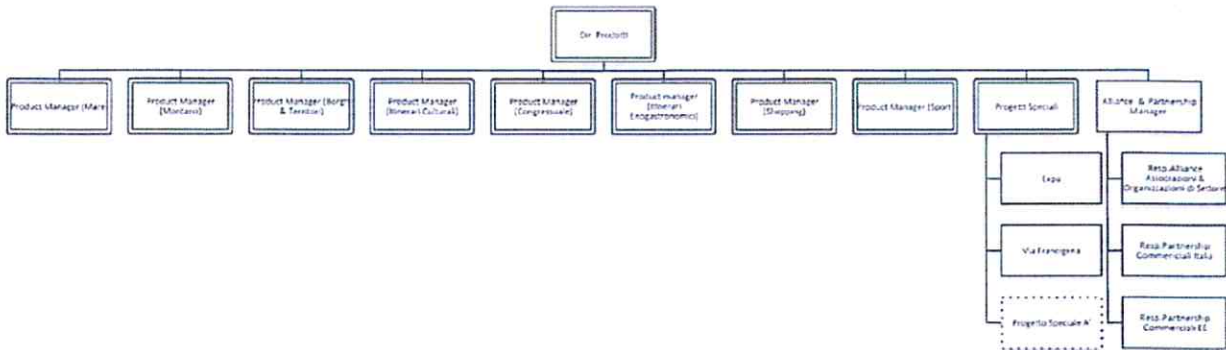 Dir. Prodotti
Product Manager (Mare
Product Manager
(Montano)
Product Manager (Borghi
& Territori)
Product Manager
(Itinerari Culturali)
Product Manager
(Congressuale)
Product manager
(Itinerari
Enogastronomici)
Product Manager
(Shopping)
Product Manager (Sport
Progetti Speciali
Alliance & Partnership
Manager
Expo
Resp.Alliance
Associazioni &
Organizzazioni di Settore
Via Francigena
Resp.Partnership
Commerciali Italia
Progetto Speciale
Resp.Partnership
Commerciali EE